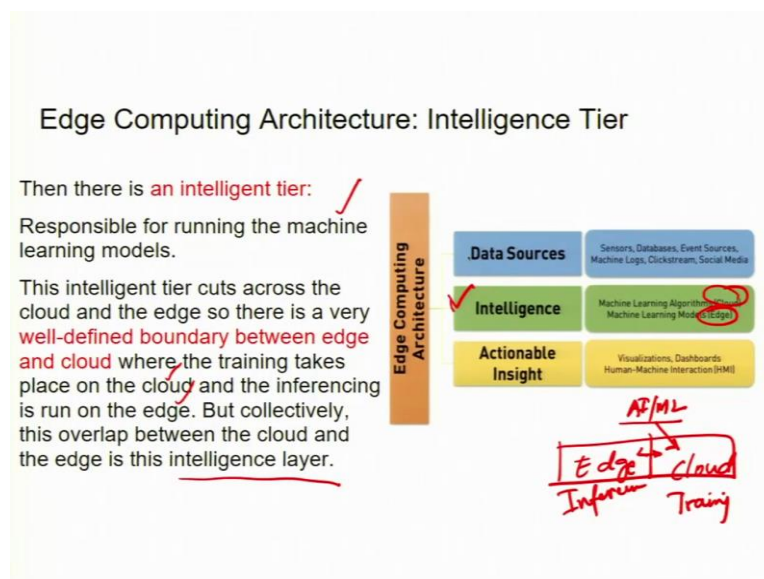 Edge Computing Architecture: Intelligence Tier
Then there is an intelligent tier:
Responsible for running the machine
learning models.
This intelligent tier cuts across the
cloud and the edge so there is a very
well-defined boundary between edge
and cloud where the training takes
place on the cloud and the inferencing
is run on the edge. But collectively,
this overlap between the cloud and
the edge is this intelligence layer.
Edge Computing
Architecture
.Data Sources
Sensors, Databases, Event Sources,
Machine Logs, Clickstream, Social Media
Intelligence
Machine Learning Algorithms (Cloud)
Machine Learning Models (Edge)
Actionable
Insight
Visualizations, Dashboards
Human-Machine Interaction (HMI)
AI/ML
Edge Cloud
Training